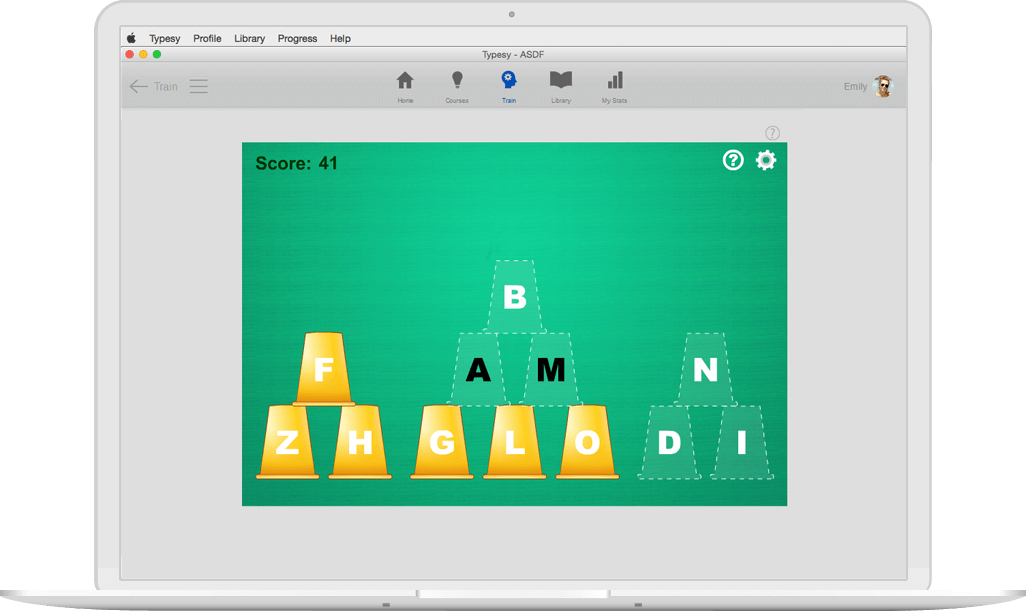 Typesy Profile Library Progress Help
Typesy - ASDF
Train
Home Courses Train Library My Stats
Emily
?
Score: 41
?
B
F A M N
Z H G L O D I